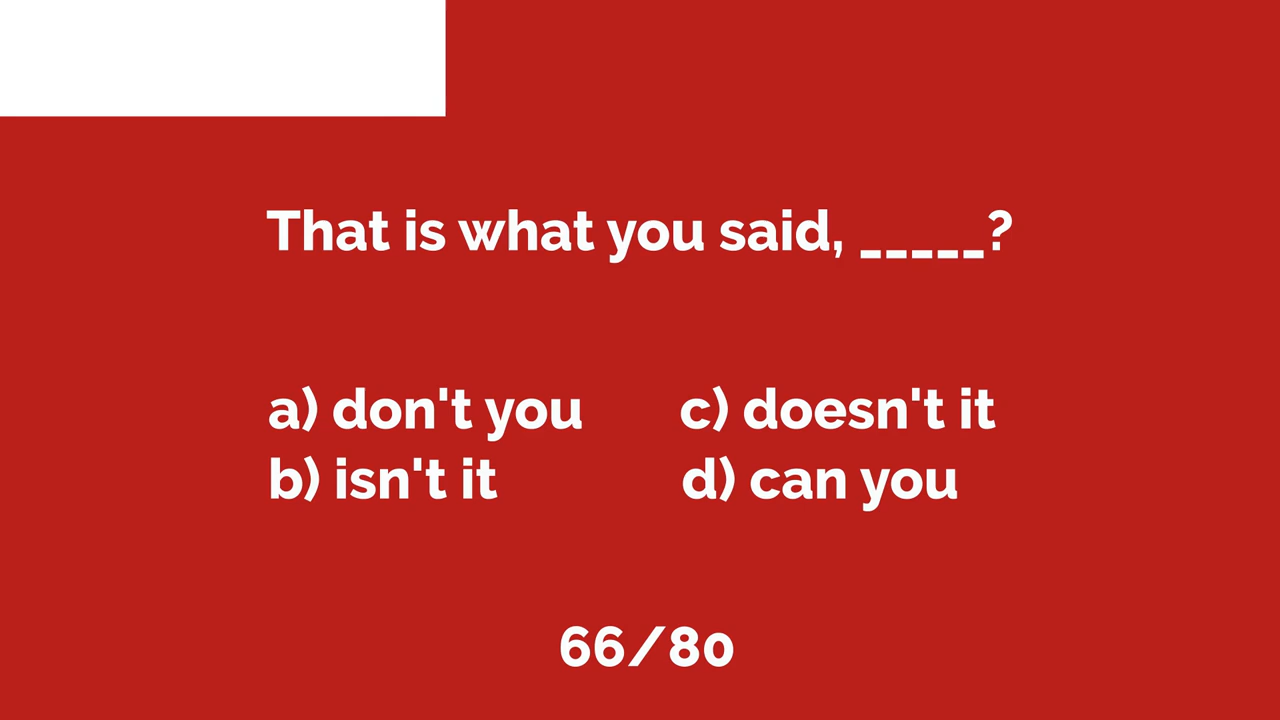 That is what you said, _____?
a) don't you
c) doesn't it
b) isn't it
d) can you
66/80